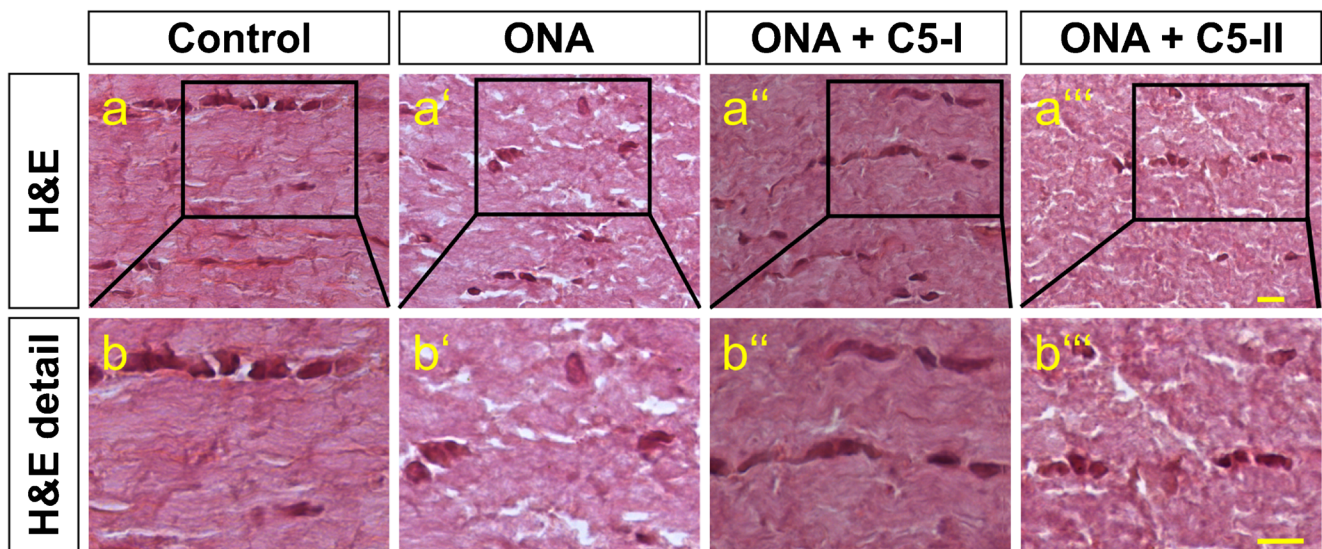 Control ONA ONA + C5-I ONA + C5-II
H&E
a a‘ a‘‘ a‘‘‘
H&E detail
b b‘ b‘‘ b‘‘‘